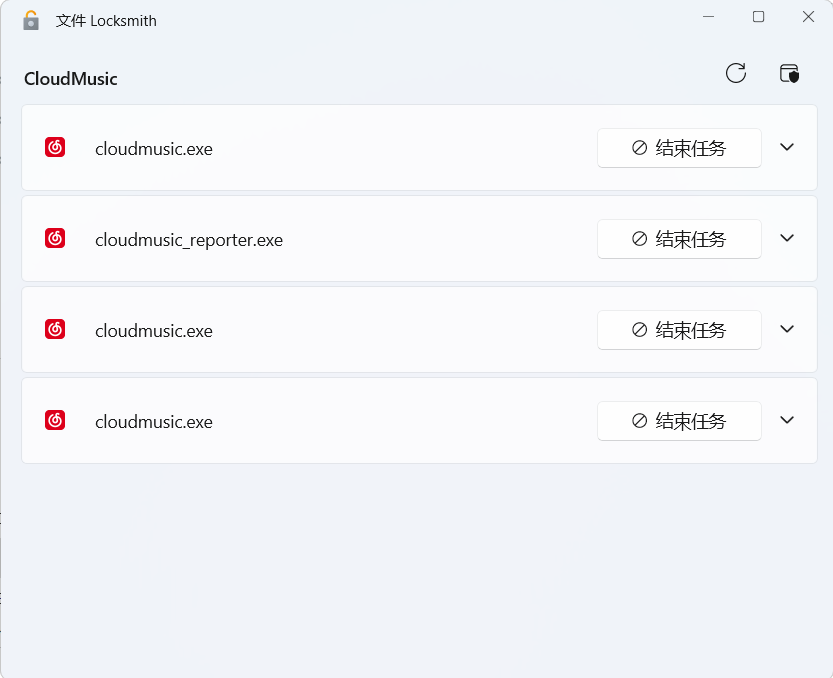 文件 Locksmith
CloudMusic
cloudmusic.exe 结束任务
cloudmusic_reporter.exe 结束任务
cloudmusic.exe 结束任务
cloudmusic.exe 结束任务